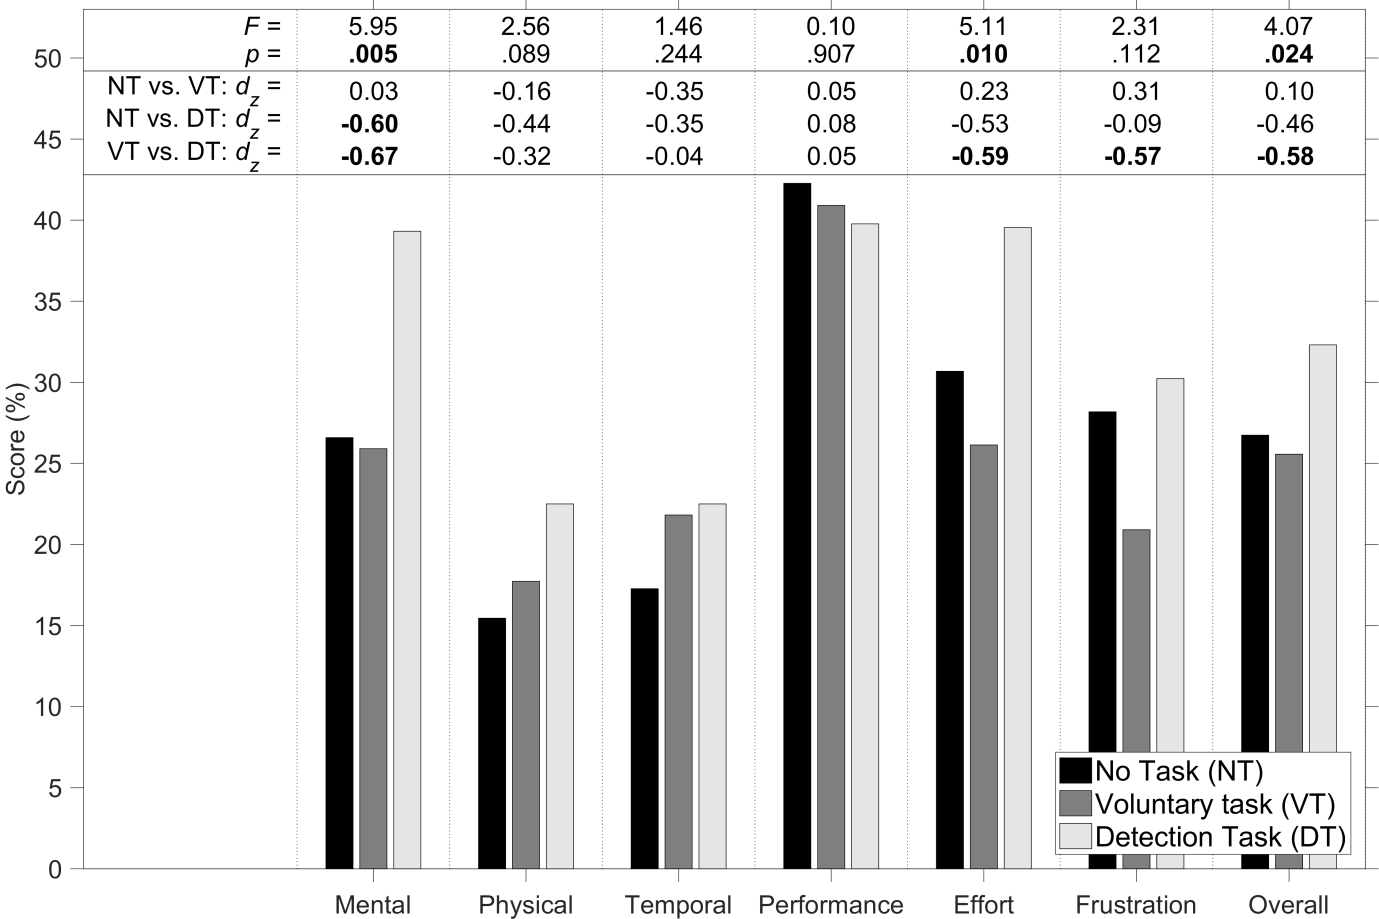 F = 5.95 2.56 1.46 0.10 5.11 2.31 4.07
p = .005 .089 .244 .907 .010 .112 .024
NT vs. VT: dz = 0.03 -0.16 -0.35 0.05 0.23 0.31 0.10
NT vs. DT: dz = -0.60 -0.44 -0.35 0.08 -0.53 -0.09 -0.46
VT vs. DT: dz = -0.67 -0.32 -0.04 0.05 -0.59 -0.57 -0.58
50
45
40
35
30
25
20
15
10
5
0
Score (%)
No Task (NT)
Voluntary task (VT)
Detection Task (DT)
Mental Physical Temporal Performance Effort Frustration Overall